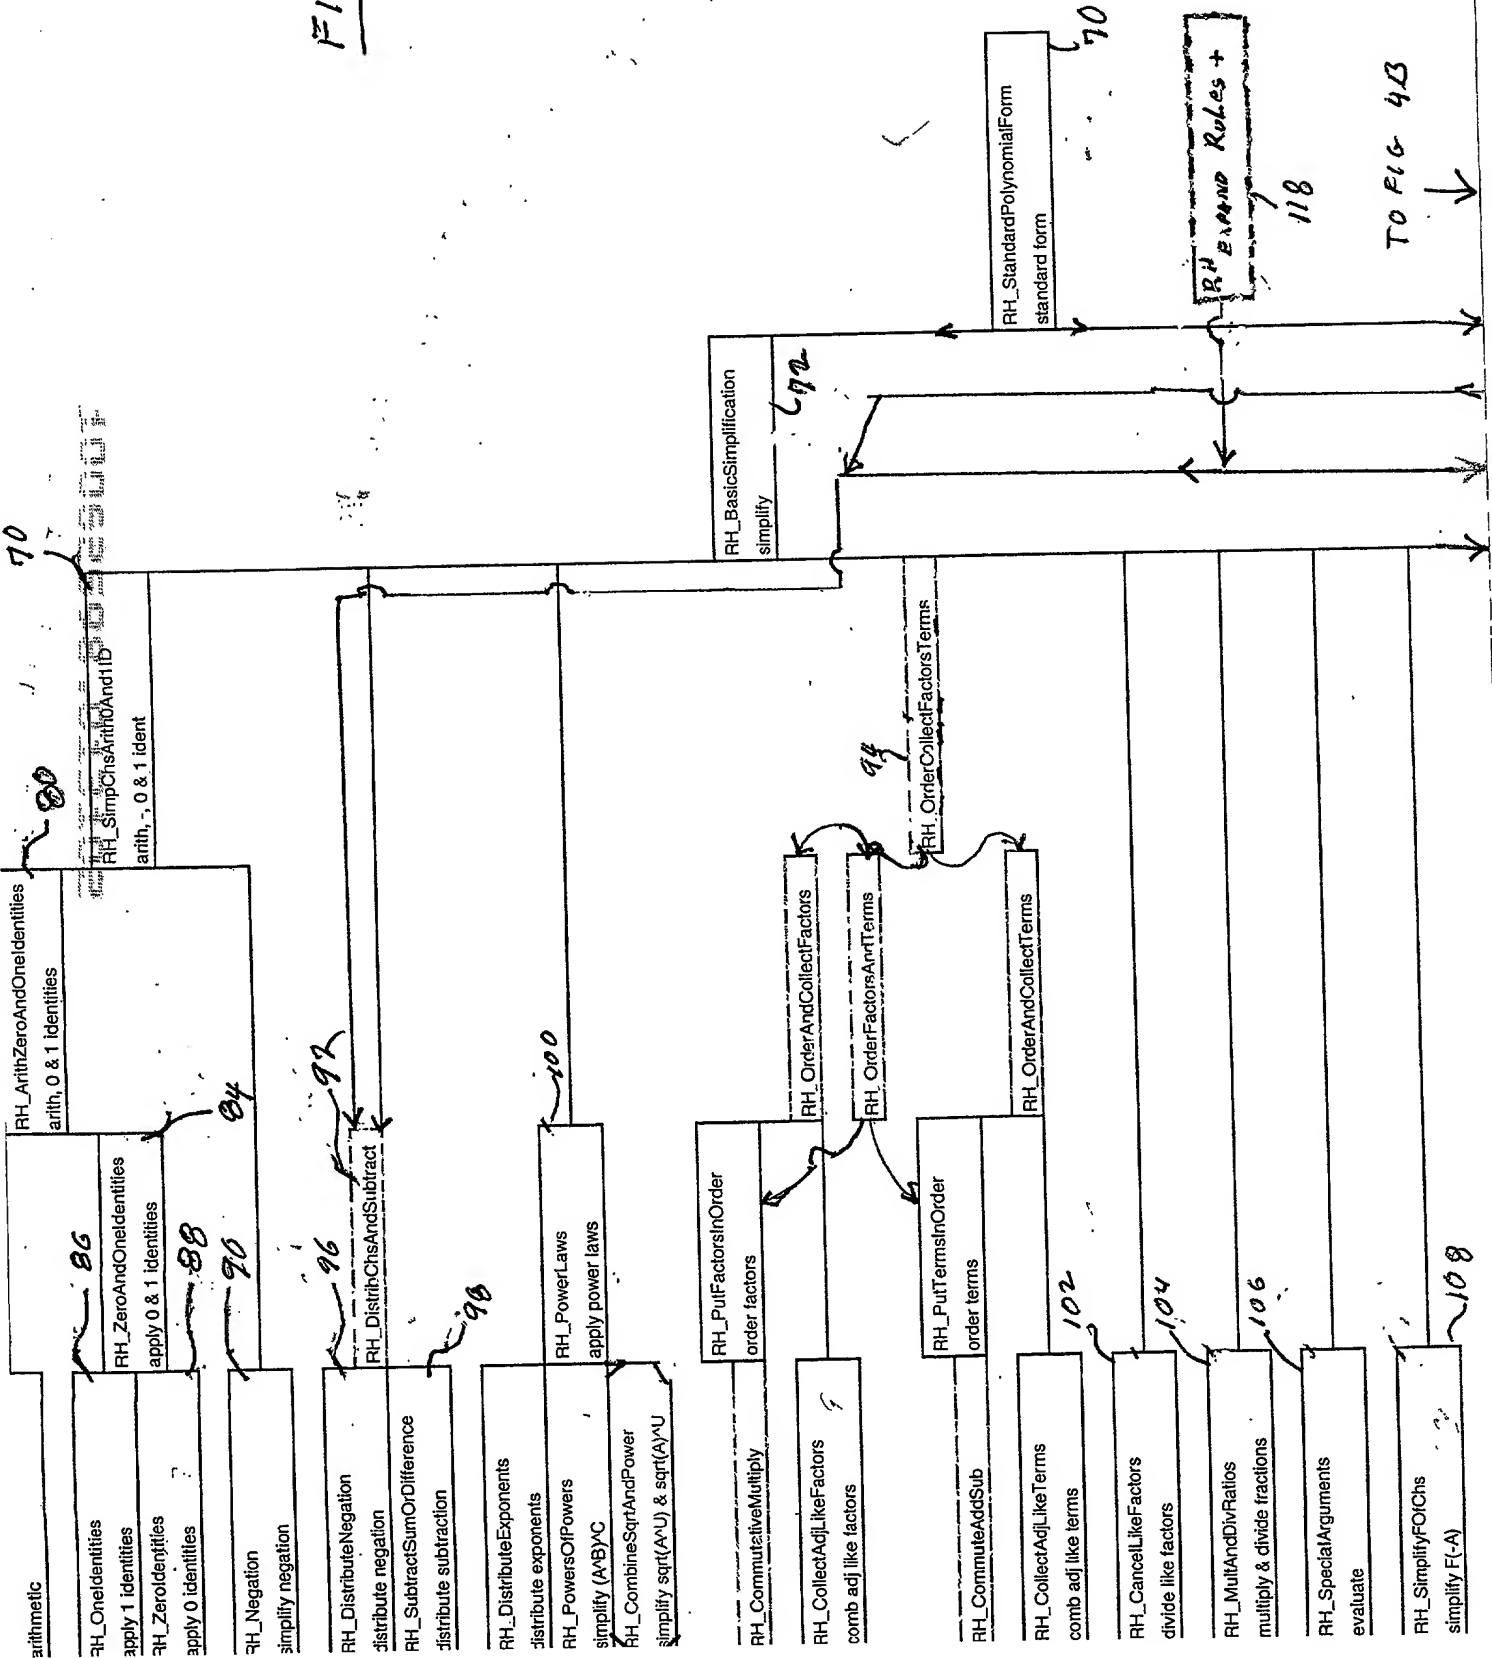 FI
70
RH_StandardPolynomialForm
standard form
RH EXPAND Rules +
118
TO FIG 4B
RH_BasicSimplification
simplify
72
70
RH_SimpChsArith0And1ID
arith, -, 0 & 1 ident
80
RH_ArithZeroAndOneIdentities
arith, 0 & 1 identities
84
RH_ZeroAndOneIdentities
apply 0 & 1 identities
86
88
90
arithmetic
RH_OneIdentities
apply 1 identities
RH_ZeroIdentities
apply 0 identities
RH_Negation
simplify negation
92
96
RH_DistribChsAndSubtract
98
RH_DistributeNegation
distribute negation
RH_SubtractSumOrDifference
distribute subtraction
100
RH_PowerLaws
apply power laws
RH_DistributeExponents
distribute exponents
RH_PowersOfPowers
simplify (A^B)^C
RH_CombineSqrtAndPower
simplify sqrt(A^U) & sqrt(A)^U
94
RH_OrderCollectFactorsTerms
RH_OrderAndCollectFactors
RH_OrderFactorsAndTerms
RH_OrderAndCollectTerms
RH_PutFactorsInOrder
order factors
RH_PutTermsInOrder
order terms
RH_CommutativeMultiply
RH_CollectAdjLikeFactors
comb adj like factors
RH_CommuteAddSub
RH_CollectAdjLikeTerms
comb adj like terms
102
RH_CancelLikeFactors
divide like factors
104
RH_MultAndDivRatios
multiply & divide fractions
106
RH_SpecialArguments
evaluate
RH_SimplifyFOfChs
simplify F(-A)
108